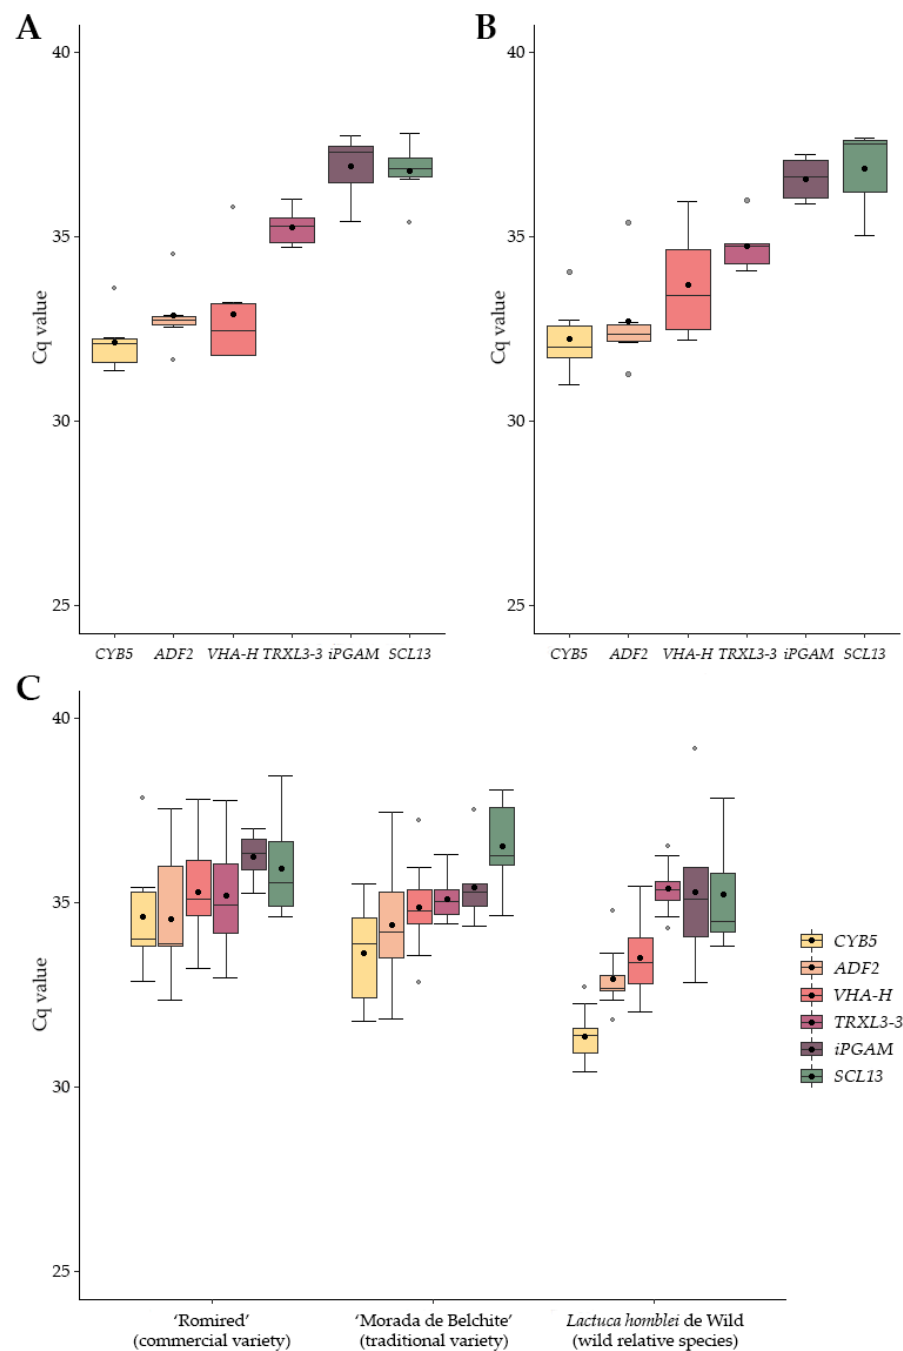 A
B
40
35
30
25
Cq value
CYB5 ADF2 VHA-H TRXL3-3 iPGAM SCL13
40
35
30
25
Cq value
CYB5 ADF2 VHA-H TRXL3-3 iPGAM SCL13
C
40
35
30
25
Cq value
‘Romired’
(commercial variety)
‘Morada de Belchite’
(traditional variety)
Lactuca homblei de Wild
(wild relative species)
CYB5
ADF2
VHA-H
TRXL3-3
iPGAM
SCL13